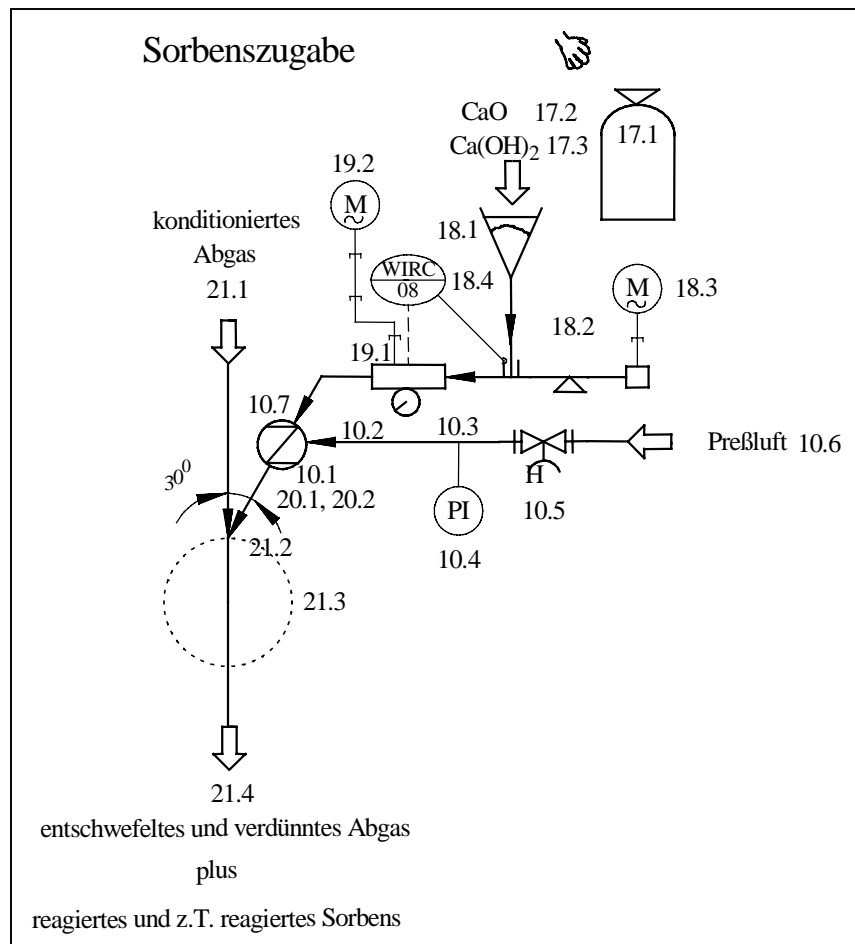 Sorbenszugabe
CaO 17.2
Ca(OH)2 17.3
17.1
19.2
M
konditioniertes
Abgas
21.1
18.1
WIRC
08
18.4
M
18.3
18.2
19.1
10.7
10.2
10.3
Preßluft 10.6
10.1
H
30⁰
20.1, 20.2
PI
10.5
21.2
10.4
21.3
21.4
entschwefeltes und verdünntes Abgas
plus
reagiertes und z.T. reagiertes Sorbens